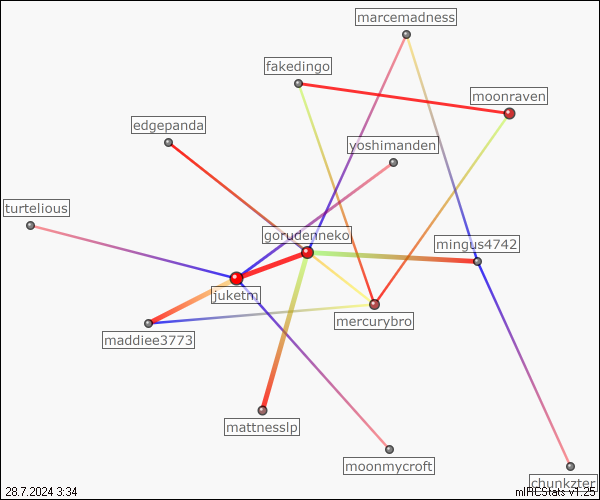 marcemadness
fakedingo
moonraven
edgepanda
yoshimanden
turtelious
gorudenneko
mingus4742
juketm
mercurybro
maddiee3773
mattnesslp
moonmycroft
chunkzter
28.7.2024 3:34
mIRCStats v1.25